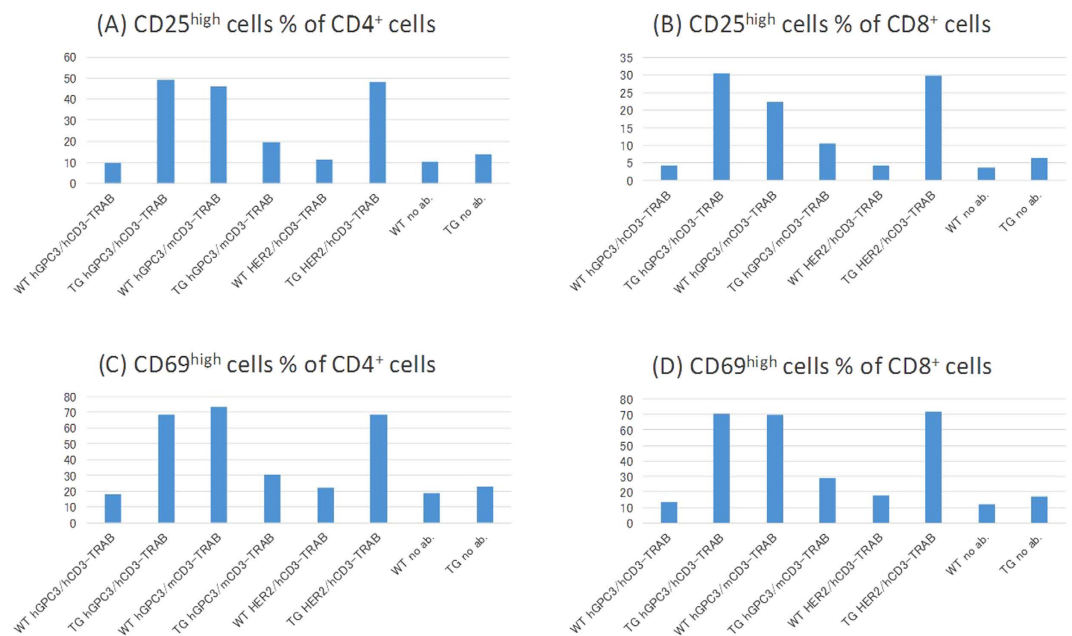 (A) CD25high cells % of CD4+ cells
60
50
40
30
20
10
0
WT hGPC3/hCD3-TRAB
TG hGPC3/hCD3-TRAB
WT hGPC3/mCD3-TRAB
TG hGPC3/mCD3-TRAB
WT HER2/hCD3-TRAB
TG HER2/hCD3-TRAB
WT no ab.
TG no ab.
(B) CD25high cells % of CD8+ cells
35
30
25
20
15
10
5
0
WT hGPC3/hCD3-TRAB
TG hGPC3/hCD3-TRAB
WT hGPC3/mCD3-TRAB
TG hGPC3/mCD3-TRAB
WT HER2/hCD3-TRAB
TG HER2/hCD3-TRAB
WT no ab.
TG no ab.
(C) CD69high cells % of CD4+ cells
80
70
60
50
40
30
20
10
0
WT hGPC3/hCD3-TRAB
TG hGPC3/hCD3-TRAB
WT hGPC3/mCD3-TRAB
TG hGPC3/mCD3-TRAB
WT HER2/hCD3-TRAB
TG HER2/hCD3-TRAB
WT no ab.
TG no ab.
(D) CD69high cells % of CD8+ cells
80
70
60
50
40
30
20
10
0
WT hGPC3/hCD3-TRAB
TG hGPC3/hCD3-TRAB
WT hGPC3/mCD3-TRAB
TG hGPC3/mCD3-TRAB
WT HER2/hCD3-TRAB
TG HER2/hCD3-TRAB
WT no ab.
TG no ab.